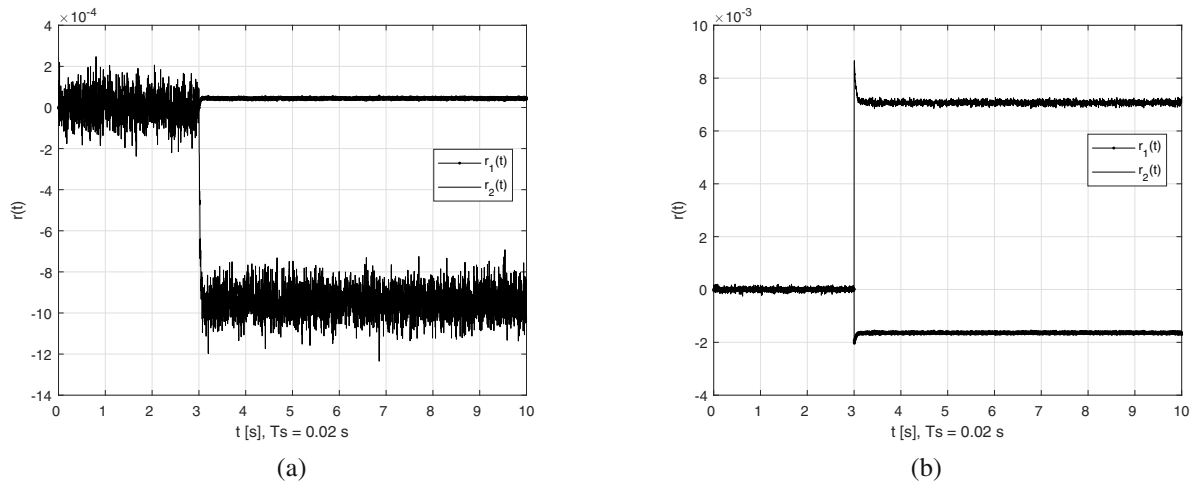 ×10⁻⁴
4
2
0
-2
-4
-6
-8
-10
-12
-14
r(t)
r₁(t)
r₂(t)
0 1 2 3 4 5 6 7 8 9 10
t [s], Ts = 0.02 s
(a)
×10⁻³
10
8
6
4
2
0
-2
-4
r(t)
r₁(t)
r₂(t)
0 1 2 3 4 5 6 7 8 9 10
t [s], Ts = 0.02 s
(b)